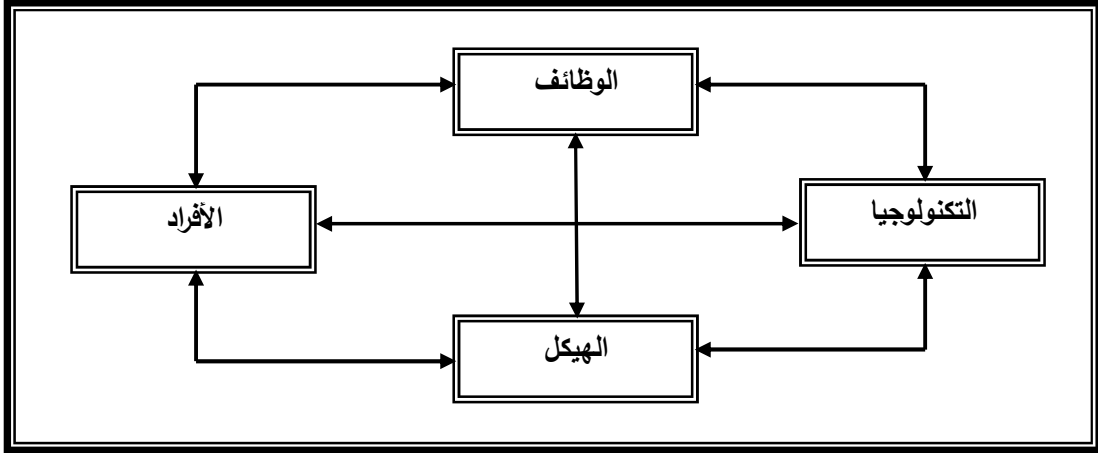 الوظائف
التكنولوجيا
الأفراد
الهيكل